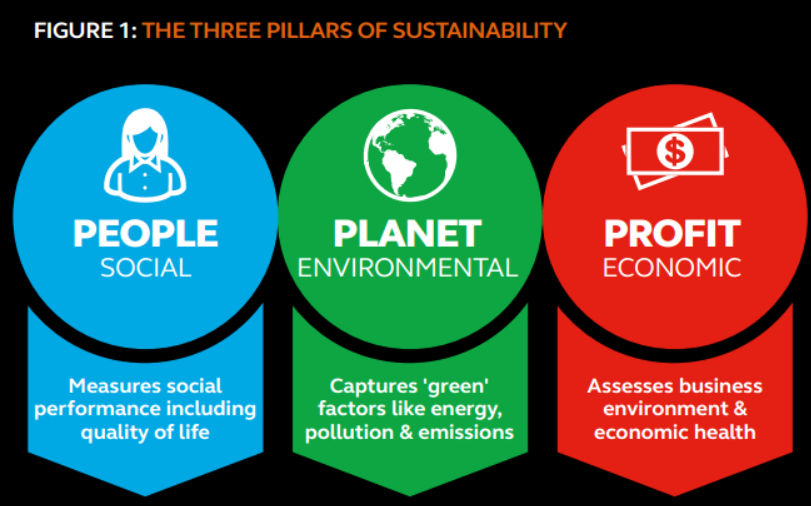 FIGURE 1: THE THREE PILLARS OF SUSTAINABILITY
$
PEOPLE
SOCIAL
Measures social
performance including
quality of life
PLANET
ENVIRONMENTAL
Captures 'green'
factors like energy,
pollution & emissions
PROFIT
ECONOMIC
Assesses business
environment &
economic health